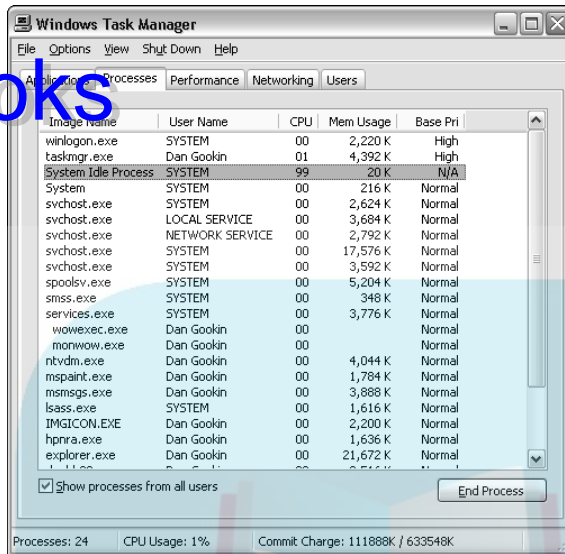 Windows Task Manager
File Options View Shut Down Help
Applications Processes Performance Networking Users
oks
Image Name User Name CPU Mem Usage Base Pri
winlogon.exe SYSTEM 00 2,220 K High
taskmgr.exe Dan Gookin 01 4,392 K High
System Idle Process SYSTEM 99 20 K N/A
System SYSTEM 00 216 K Normal
svchost.exe SYSTEM 00 2,624 K Normal
svchost.exe LOCAL SERVICE 00 3,684 K Normal
svchost.exe NETWORK SERVICE 00 2,792 K Normal
svchost.exe SYSTEM 00 17,576 K Normal
svchost.exe SYSTEM 00 3,592 K Normal
spoolsv.exe SYSTEM 00 5,204 K Normal
smss.exe SYSTEM 00 348 K Normal
services.exe SYSTEM 00 3,776 K Normal
wowexec.exe Dan Gookin 00 Normal
monwow.exe Dan Gookin 00 Normal
ntvdm.exe Dan Gookin 00 4,044 K Normal
mspaint.exe Dan Gookin 00 1,784 K Normal
msmsgs.exe Dan Gookin 00 3,888 K Normal
lsass.exe SYSTEM 00 1,616 K Normal
IMGICON.EXE Dan Gookin 00 2,200 K Normal
hpnra.exe Dan Gookin 00 1,636 K Normal
explorer.exe Dan Gookin 00 21,672 K Normal
Show processes from all users End Process
Processes: 24 CPU Usage: 1% Commit Charge: 111888K / 633548K